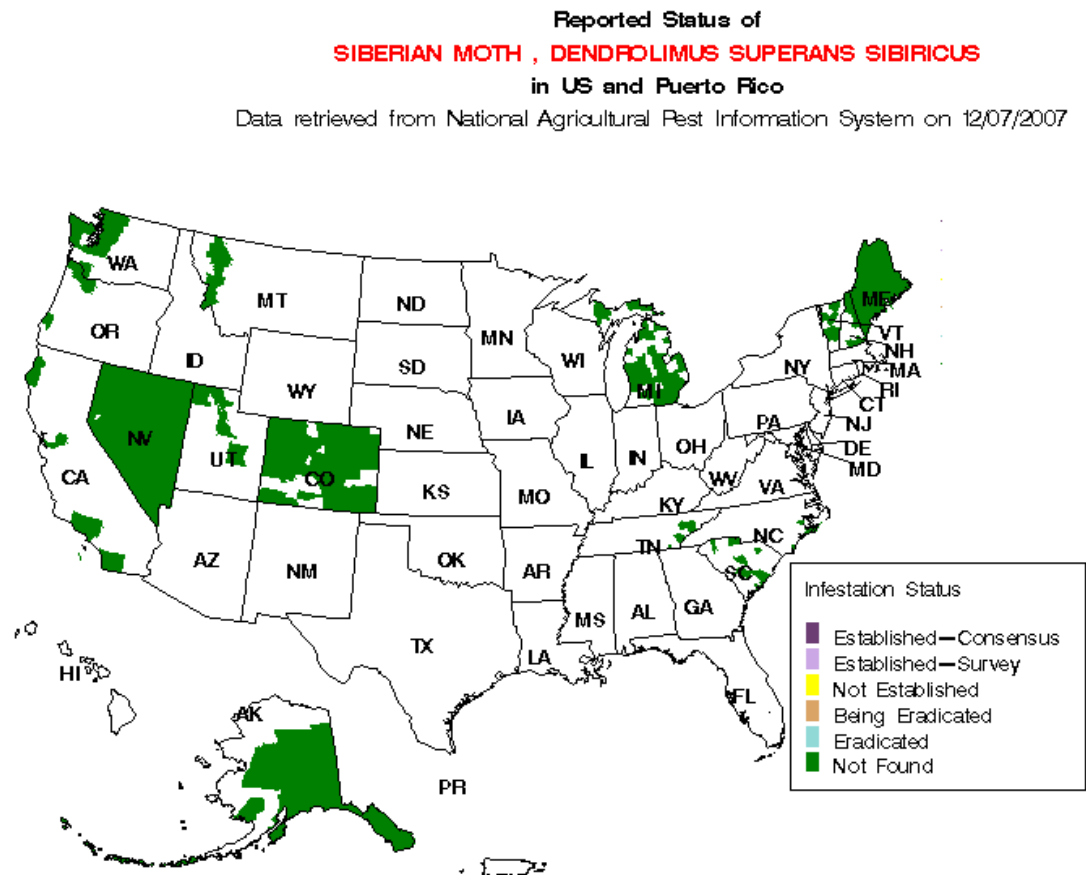 Reported Status of
SIBERIAN MOTH , DENDROLIMUS SUPERANS SIBIRICUS
in US and Puerto Rico
Data retrieved from National Agricultural Pest Information System on 12/07/2007
WA
MT
ND
MN
ME
VT
NH
MA
RI
CT
NJ
DE
MD
OR
ID
WY
SD
WI
MI
NY
NV
UT
CO
NE
IA
IL
IN
OH
PA
WV
VA
CA
KS
MO
KY
AZ
NM
OK
AR
TN
NC
SC
TX
LA
MS
AL
GA
FL
HI
AK
PR
Infestation Status
Established—Consensus
Established—Survey
Not Established
Being Eradicated
Eradicated
Not Found